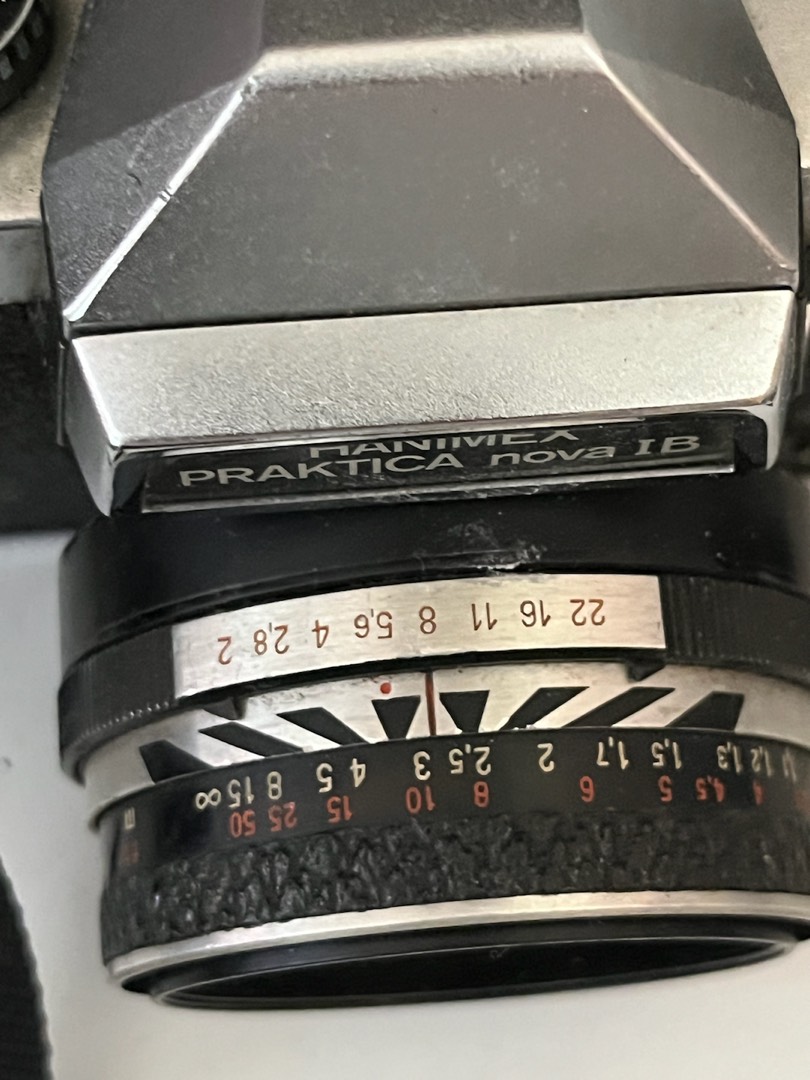 HANIMEX
PRAKTICA nova IB
22 16 11 8 5,6 4 2,8 2
1,2 1,3 1,5 1,7 2 2,5 3 4 5 8 15 ∞ m
4 4,5 5 6 8 10 15 25 50